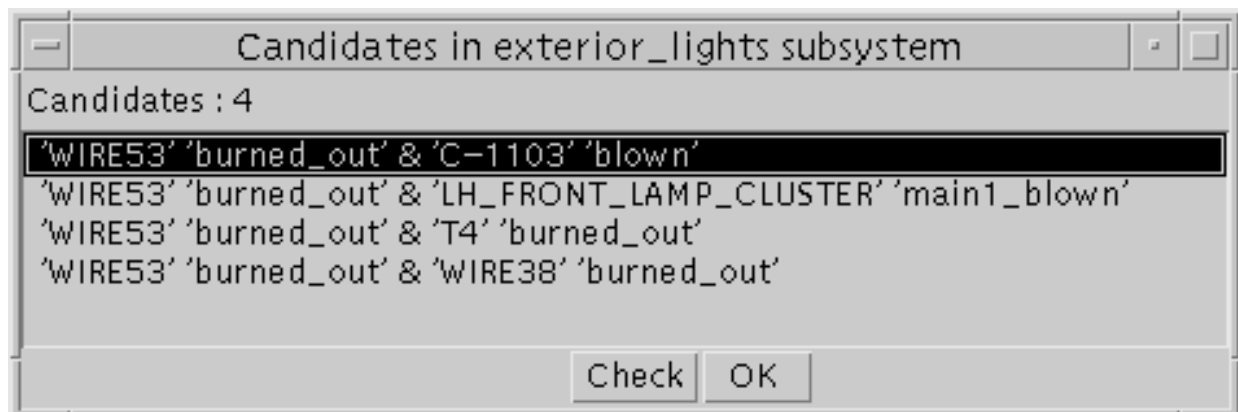 Candidates in exterior_lights subsystem
Candidates : 4
'WIRE53' 'burned_out' & 'C-1103' 'blown'
'WIRE53' 'burned_out' & 'LH_FRONT_LAMP_CLUSTER' 'main1_blown'
'WIRE53' 'burned_out' & 'T4' 'burned_out'
'WIRE53' 'burned_out' & 'WIRE38' 'burned_out'
Check OK